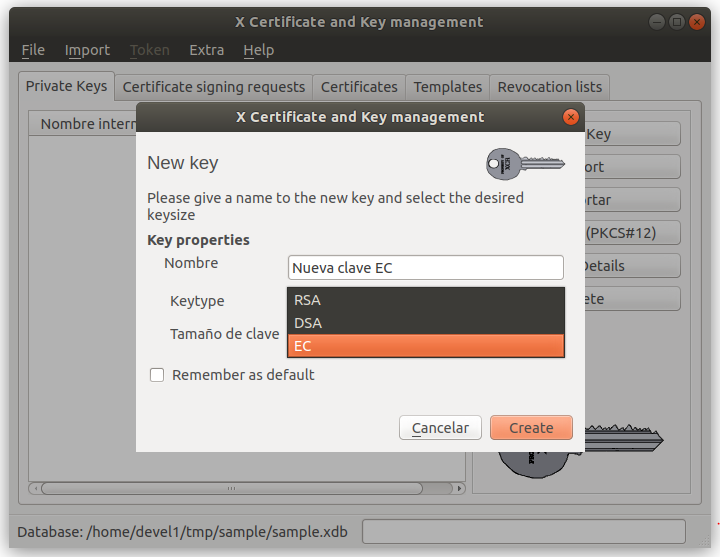 X Certificate and Key management
File Import Token Extra Help
Private Keys Certificate signing requests Certificates Templates Revocation lists
Nombre interr
Key
ort
rtar
(PKCS#12)
Details
ete
X Certificate and Key management
New key
Please give a name to the new key and select the desired
keysize
Key properties
Nombre Nueva clave EC
Keytype
RSA
DSA
EC
Tamaño de clave
Remember as default
Cancelar Create
Database: /home/devel1/tmp/sample/sample.xdb